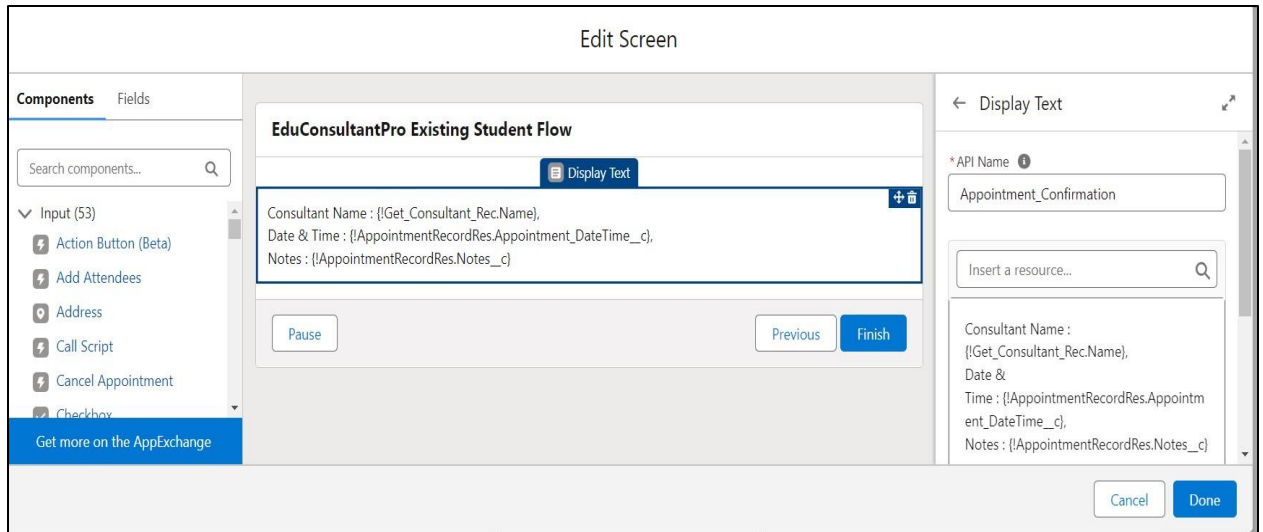 Edit Screen
Components Fields
Search components...
Input (53)
Action Button (Beta)
Add Attendees
Address
Call Script
Cancel Appointment
Checkbox
Get more on the AppExchange
EduConsultantPro Existing Student Flow
Display Text
Consultant Name : {!Get_Consultant_Rec.Name},
Date & Time : {!AppointmentRecordRes.Appointment_DateTime__c},
Notes : {!AppointmentRecordRes.Notes__c}
Pause Previous Finish
Display Text
*API Name
Appointment_Confirmation
Insert a resource...
Consultant Name :
{!Get_Consultant_Rec.Name},
Date &
Time : {!AppointmentRecordRes.Appointm
ent_DateTime__c},
Notes : {!AppointmentRecordRes.Notes__c}
Cancel Done